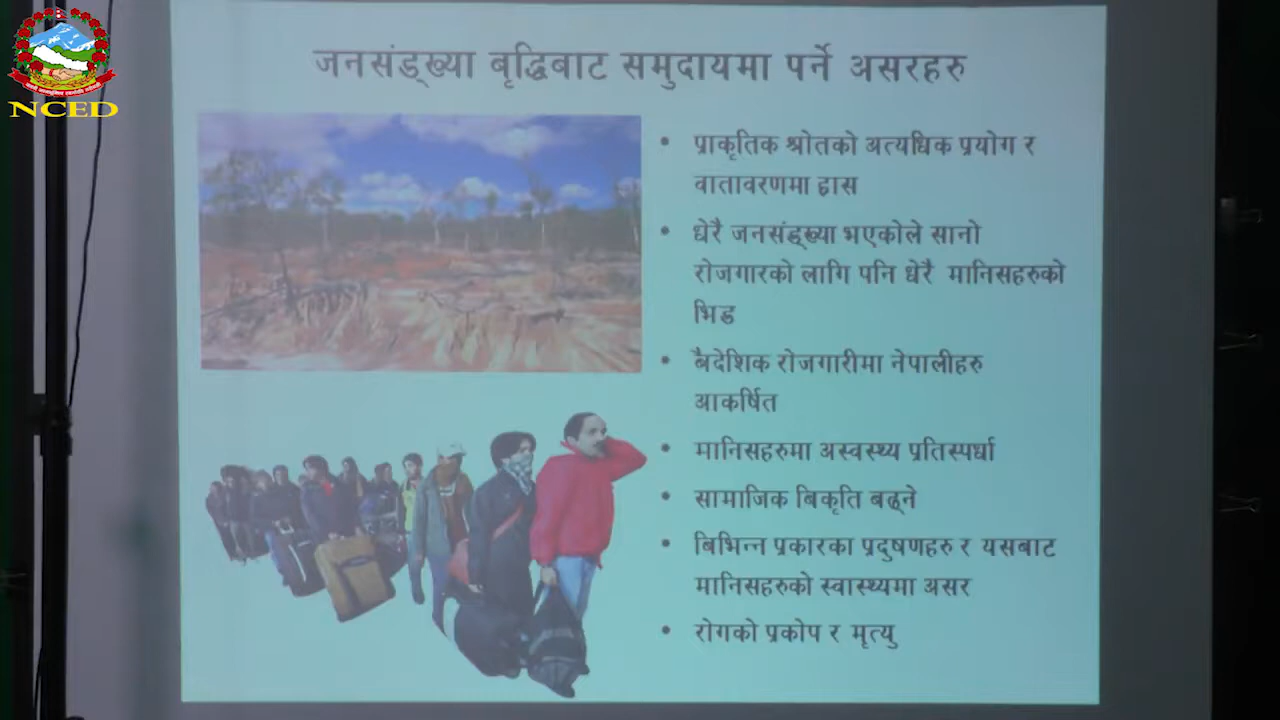 NCED
जनसंङ्ख्या बृद्धिबाट समुदायमा पर्ने असरहरु
• प्राकृतिक श्रोतको अत्यधिक प्रयोग र
वातावरणमा ह्रास
• धेरै जनसंङ्ख्या भएकोले सानो
रोजगारको लागि पनि धेरै मानिसहरुको
भिड
• बैदेशिक रोजगारीमा नेपालीहरु
आकर्षित
• मानिसहरुमा अस्वस्थ्य प्रतिस्पर्धा
• सामाजिक बिकृति बढ्ने
• बिभिन्न प्रकारका प्रदुषणहरु र यसबाट
मानिसहरुको स्वास्थ्यमा असर
• रोगको प्रकोप र मृत्यु